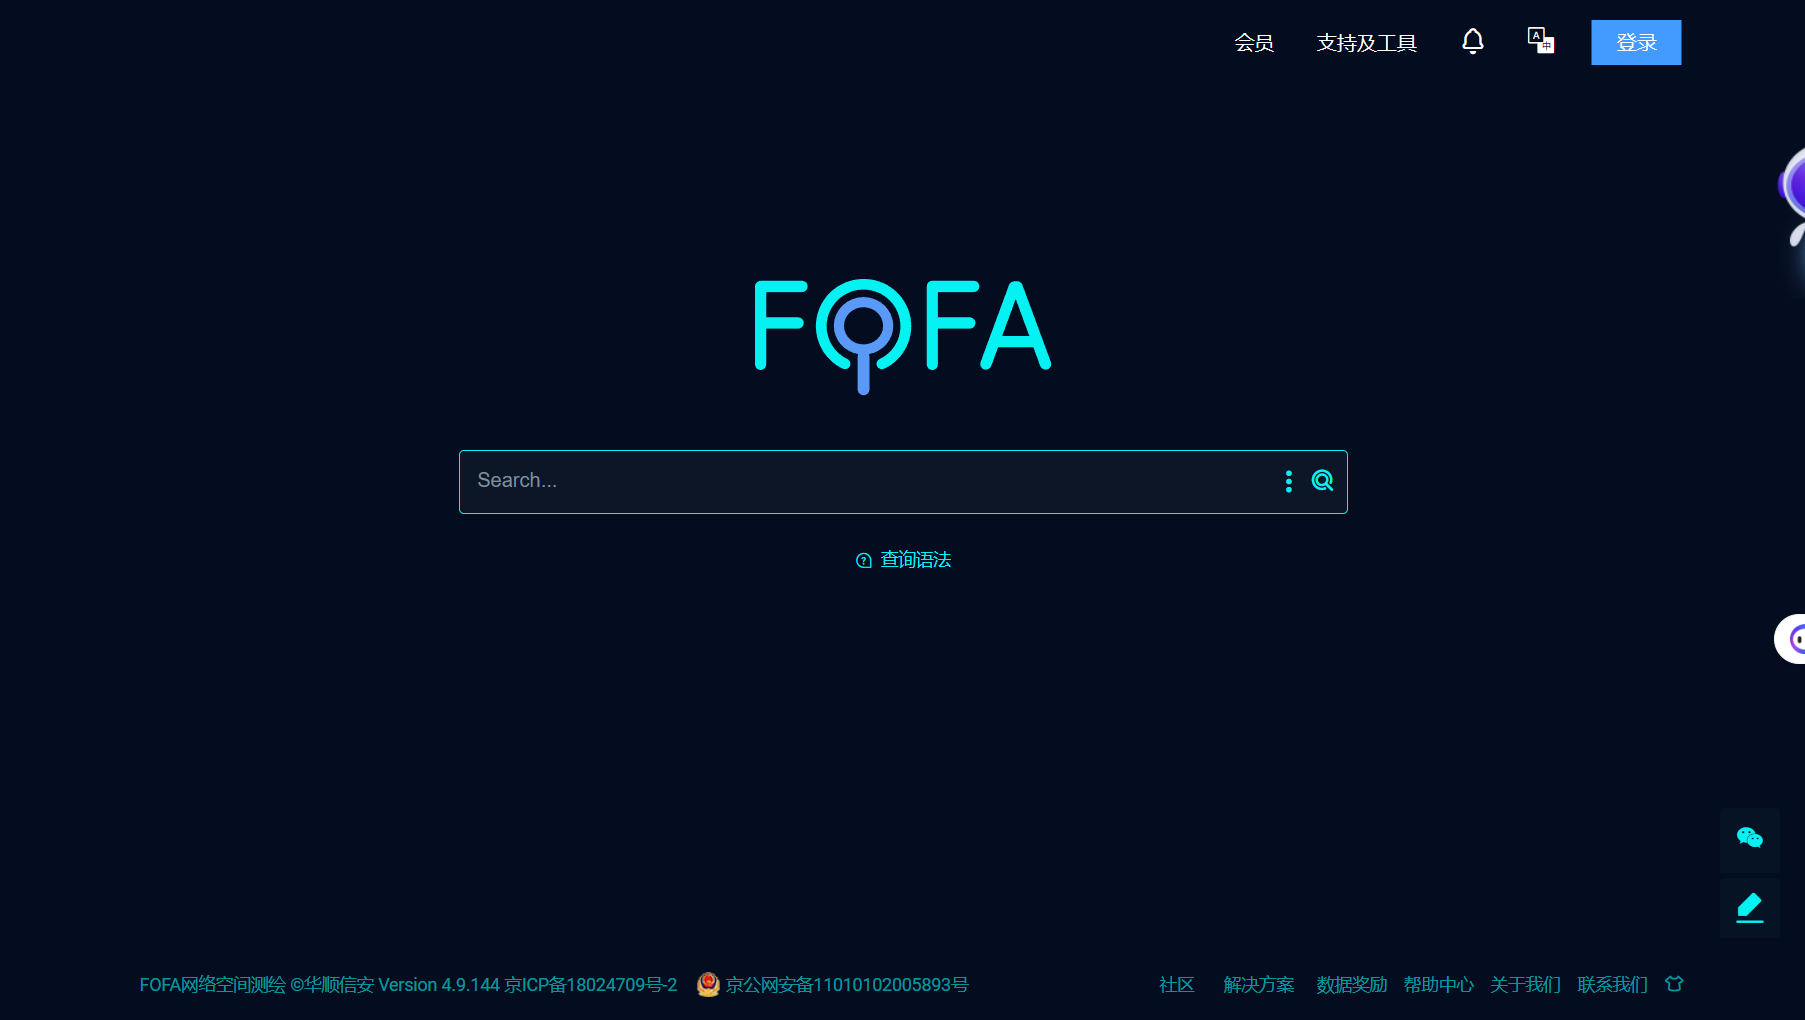 会员 支持及工具 A 中 登录
FOFA
Search...
查询语法
FOFA网络空间测绘 ©华顺信安 Version 4.9.144 京ICP备18024709号-2 京公网安备11010102005893号 社区 解决方案 数据奖励 帮助中心 关于我们 联系我们